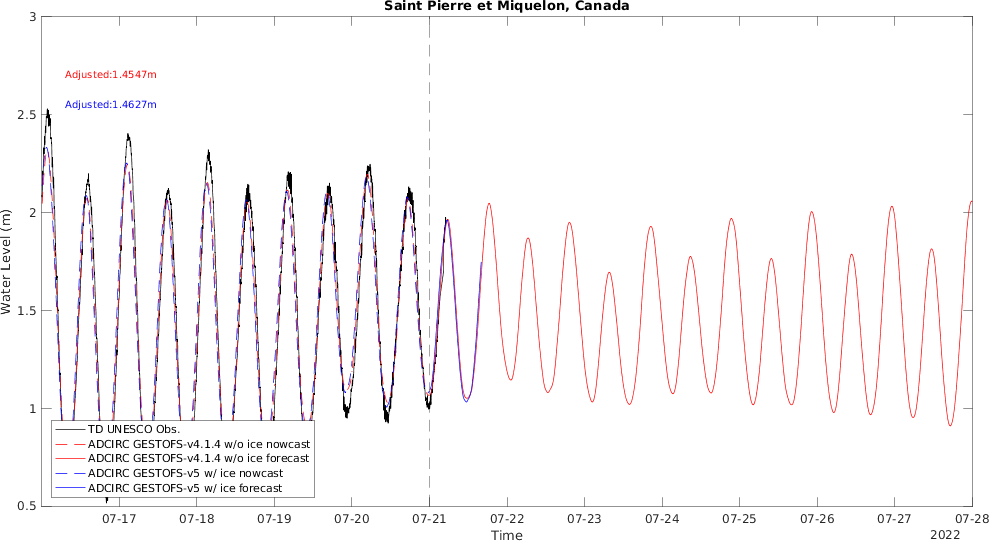 Saint Pierre et Miquelon, Canada
3
Adjusted:1.4547m
Adjusted:1.4627m
2.5
2
1.5
1
0.5
Water Level (m)
TD UNESCO Obs.
ADCIRC GESTOFS-v4.1.4 w/o ice nowcast
ADCIRC GESTOFS-v4.1.4 w/o ice forecast
ADCIRC GESTOFS-v5 w/ ice nowcast
ADCIRC GESTOFS-v5 w/ ice forecast
07-17 07-18 07-19 07-20 07-21 07-22 07-23 07-24 07-25 07-26 07-27 07-28
Time
2022